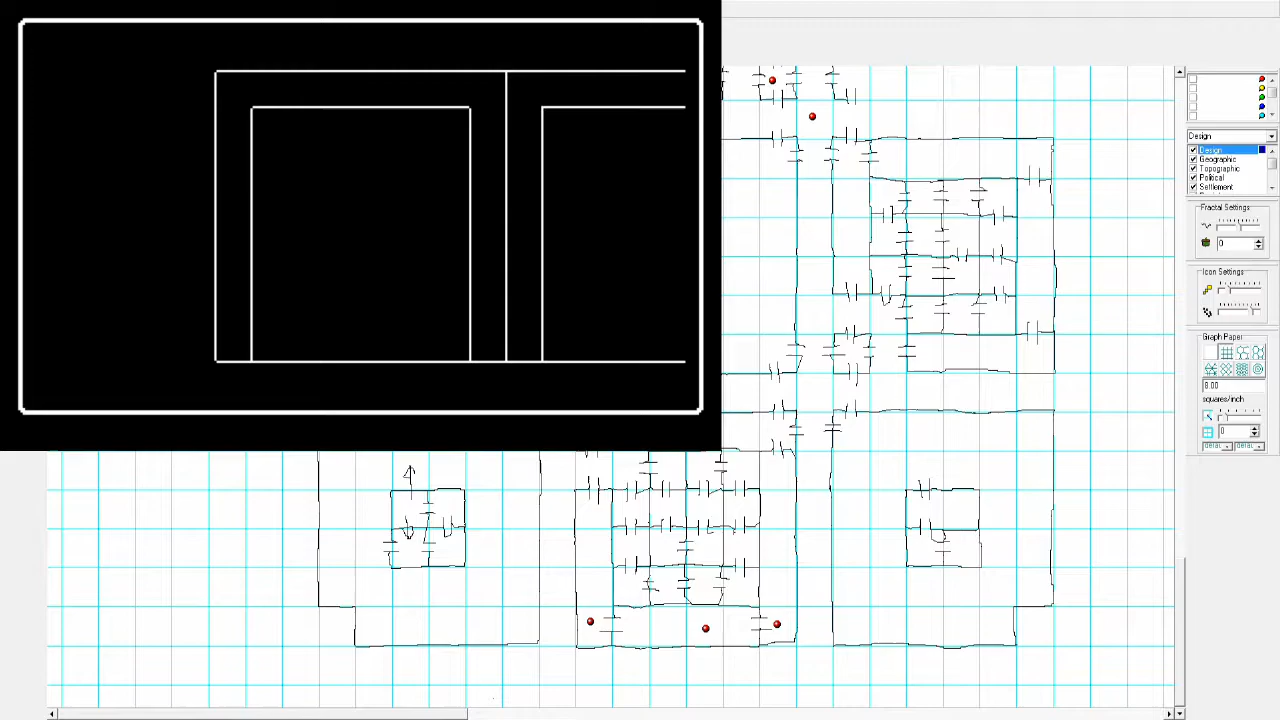 Design
Design
Geographic
Topographic
Political
Settlement
Fractal Settings
0
Icon Settings
Graph Paper
8.00
squares/inch
0